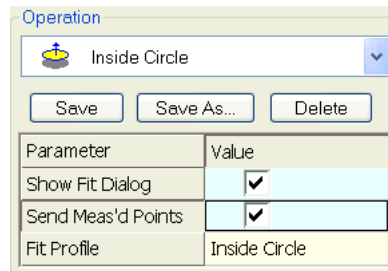 Operation
Inside Circle
Save Save As... Delete
Parameter Value
Show Fit Dialog
Send Meas'd Points
Fit Profile Inside Circle